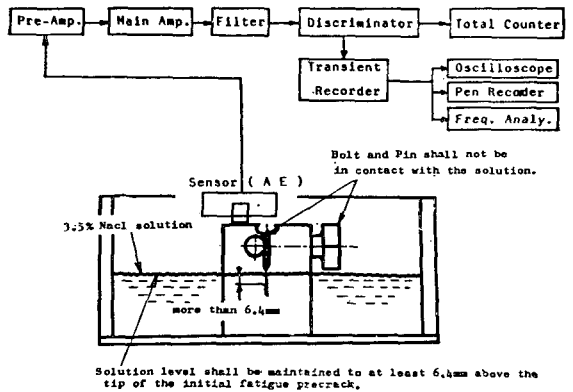 Pre-Amp.
Main Amp.
Filter
Discriminator
Total Counter
Transient
Recorder
Oscilloscope
Pen Recorder
Freq. Analy.
Bolt and Pin shall not be
in contact with the solution.
Sensor ( A E )
3.5% Nacl solution
more than 6.4mm
Solution level shall be maintained to at least 6.4mm above the
tip of the initial fatigue precrack.